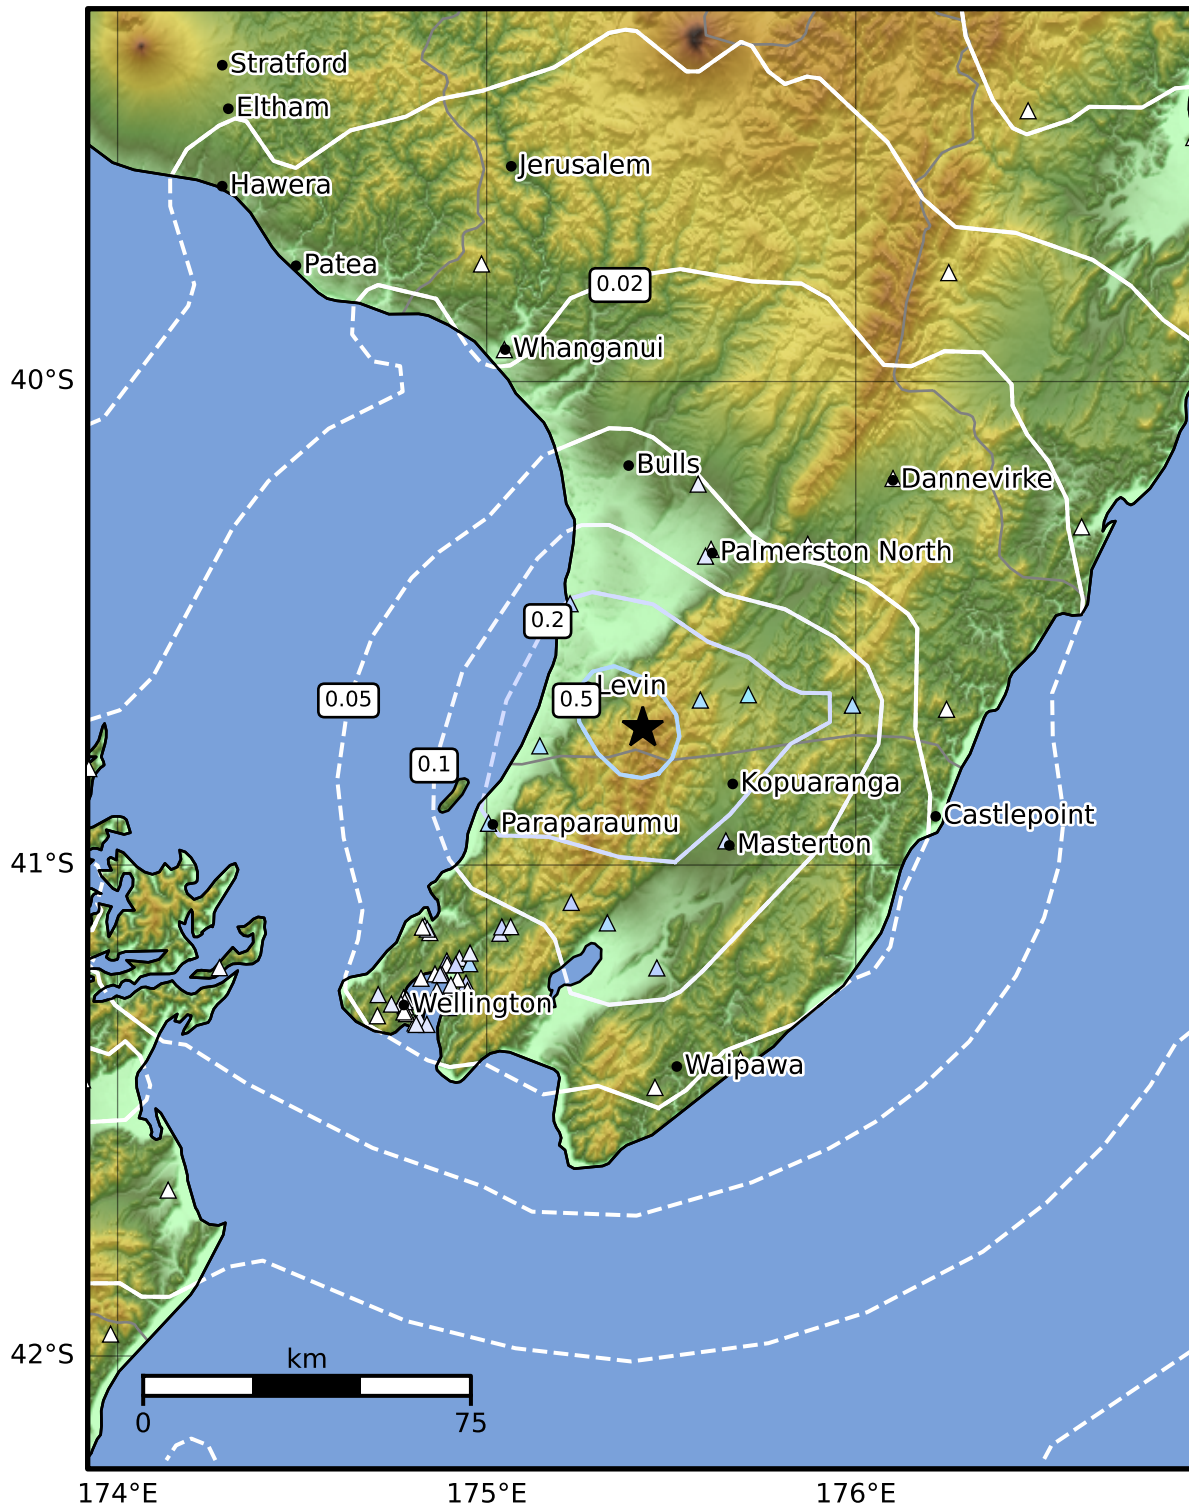 Stratford
Eltham
Jerusalem
Hawera
Patea
0.02
Whanganui
40°S
Bulls
Dannevirke
Palmerston North
0.2
Levin
0.05
0.5
0.1
Kopuaranga
Castlepoint
Paraparaumu
Masterton
41°S
Wellington
Waipawa
42°S
km
0
75
174°E
175°E
176°E